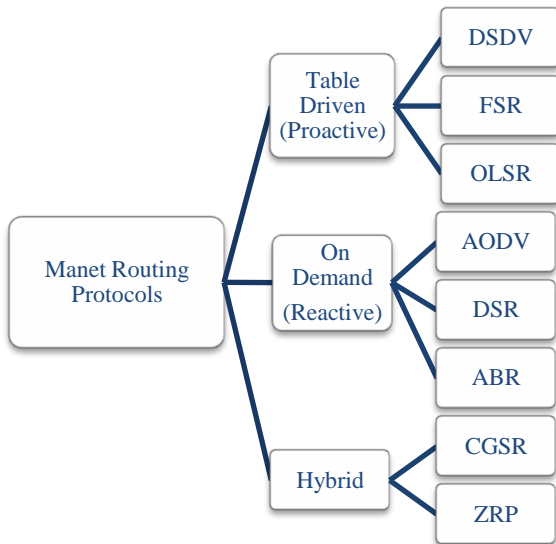 Manet Routing
Protocols
Table
Driven
(Proactive)
DSDV
FSR
OLSR
On
Demand
(Reactive)
AODV
DSR
ABR
Hybrid
CGSR
ZRP